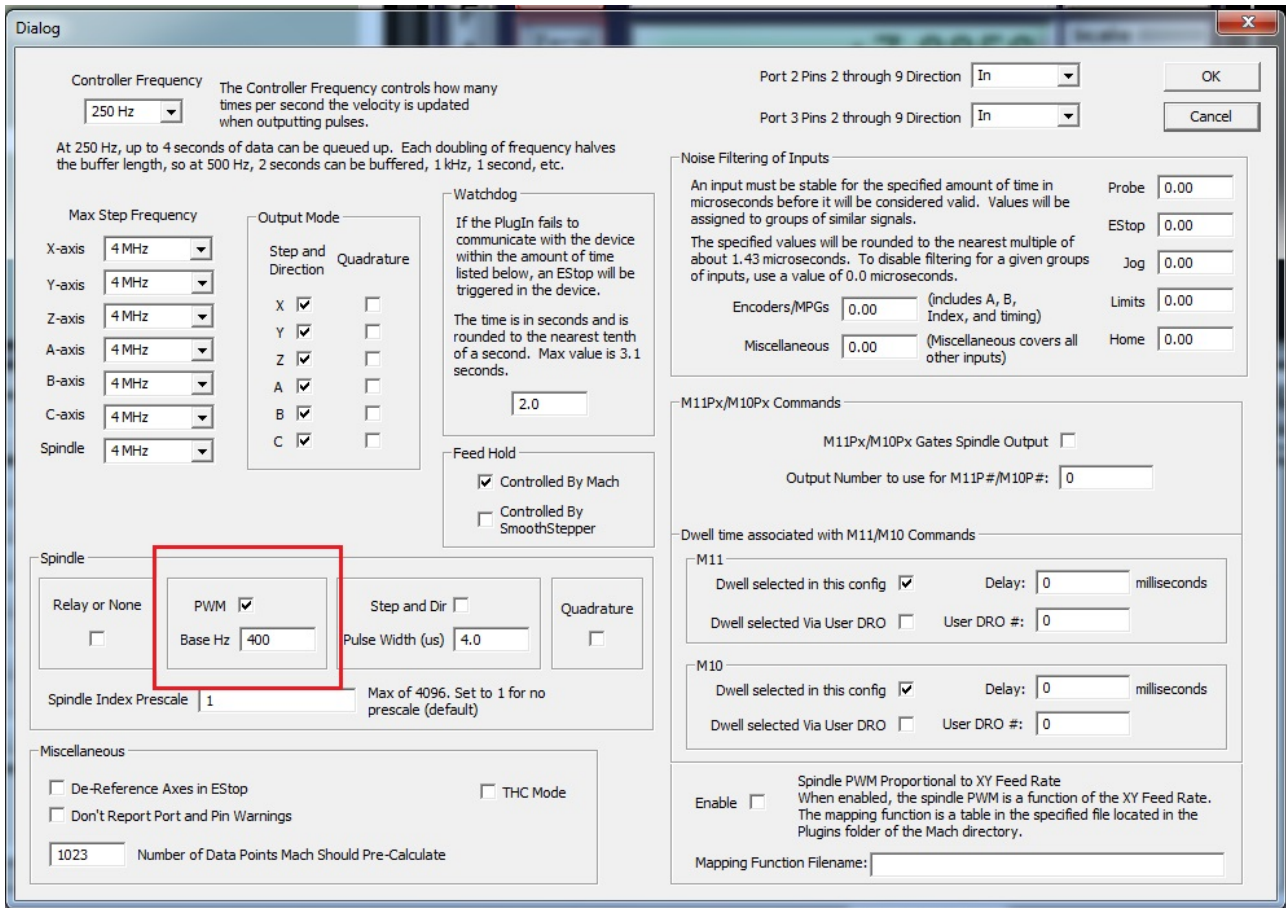 Dialog
X
Controller Frequency
250 Hz
The Controller Frequency controls how many
times per second the velocity is updated
when outputting pulses.
At 250 Hz, up to 4 seconds of data can be queued up. Each doubling of frequency halves
the buffer length, so at 500 Hz, 2 seconds can be buffered, 1 kHz, 1 second, etc.
Port 2 Pins 2 through 9 Direction In
Port 3 Pins 2 through 9 Direction In
OK
Cancel
Max Step Frequency
X-axis 4 MHz
Y-axis 4 MHz
Z-axis 4 MHz
A-axis 4 MHz
B-axis 4 MHz
C-axis 4 MHz
Spindle 4 MHz
Output Mode
Step and
Direction
Quadrature
X
Y
Z
A
B
C
Watchdog
If the PlugIn fails to
communicate with the device
within the amount of time
listed below, an EStop will be
triggered in the device.
The time is in seconds and is
rounded to the nearest tenth
of a second. Max value is 3.1
seconds.
2.0
Feed Hold
Controlled By Mach
Controlled By
SmoothStepper
Noise Filtering of Inputs
An input must be stable for the specified amount of time in
microseconds before it will be considered valid. Values will be
assigned to groups of similar signals.
The specified values will be rounded to the nearest multiple of
about 1.43 microseconds. To disable filtering for a given groups
of inputs, use a value of 0.0 microseconds.
Encoders/MPGs 0.00 (includes A, B,
Index, and timing)
Miscellaneous 0.00 (Miscellaneous covers all
other inputs)
Probe 0.00
EStop 0.00
Jog 0.00
Limits 0.00
Home 0.00
M11Px/M10Px Commands
M11Px/M10Px Gates Spindle Output
Output Number to use for M11P#/M10P#: 0
Dwell time associated with M11/M10 Commands
M11
Dwell selected in this config Delay: 0 milliseconds
Dwell selected Via User DRO User DRO #: 0
M10
Dwell selected in this config Delay: 0 milliseconds
Dwell selected Via User DRO User DRO #: 0
Spindle
Relay or None
PWM
Base Hz 400
Step and Dir
Pulse Width (us) 4.0
Quadrature
Spindle Index Prescale 1 Max of 4096. Set to 1 for no
prescale (default)
Miscellaneous
De-Reference Axes in EStop
THC Mode
Don't Report Port and Pin Warnings
1023 Number of Data Points Mach Should Pre-Calculate
Enable
Spindle PWM Proportional to XY Feed Rate
When enabled, the spindle PWM is a function of the XY Feed Rate.
The mapping function is a table in the specified file located in the
Plugins folder of the Mach directory.
Mapping Function Filename: